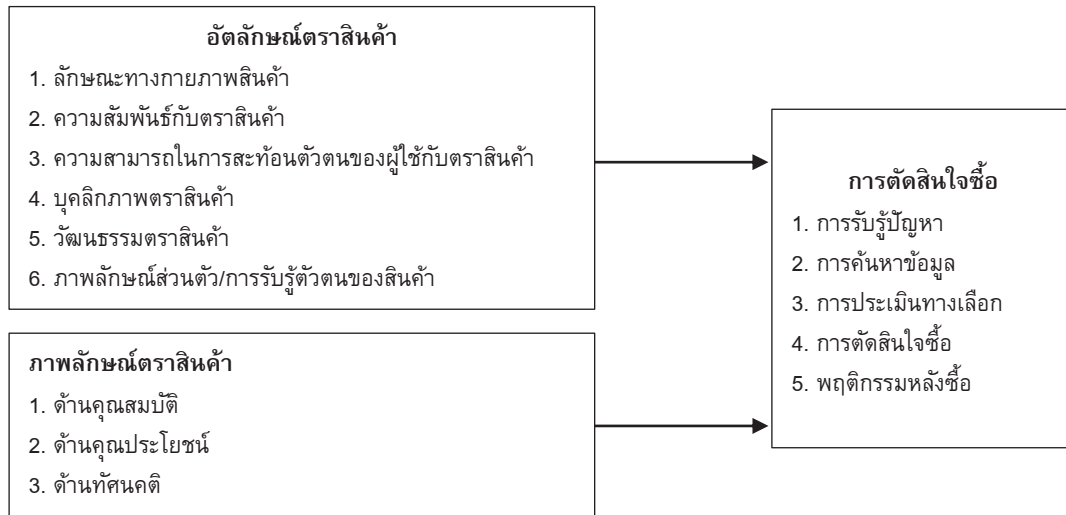 อัตลักษณ์ตราสินค้า
1. ลักษณะทางกายภาพสินค้า
2. ความสัมพันธ์กับตราสินค้า
3. ความสามารถในการสะท้อนตัวตนของผู้ใช้กับตราสินค้า
4. บุคลิกภาพตราสินค้า
5. วัฒนธรรมตราสินค้า
6. ภาพลักษณ์ส่วนตัว/การรับรู้ตัวตนของสินค้า
ภาพลักษณ์ตราสินค้า
1. ด้านคุณสมบัติ
2. ด้านคุณประโยชน์
3. ด้านทัศนคติ
การตัดสินใจซื้อ
1. การรับรู้ปัญหา
2. การค้นหาข้อมูล
3. การประเมินทางเลือก
4. การตัดสินใจซื้อ
5. พฤติกรรมหลังซื้อ